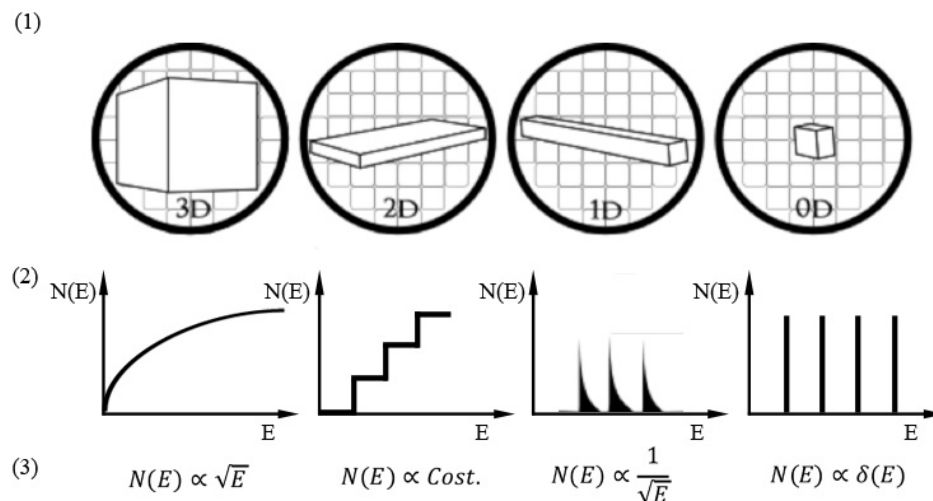 (1)
3D 2D 1D 0D
(2)
N(E) N(E) N(E) N(E)
E E E E
(3) N(E) ∝ √E N(E) ∝ Cost. N(E) ∝ 1/√E N(E) ∝ δ(E)